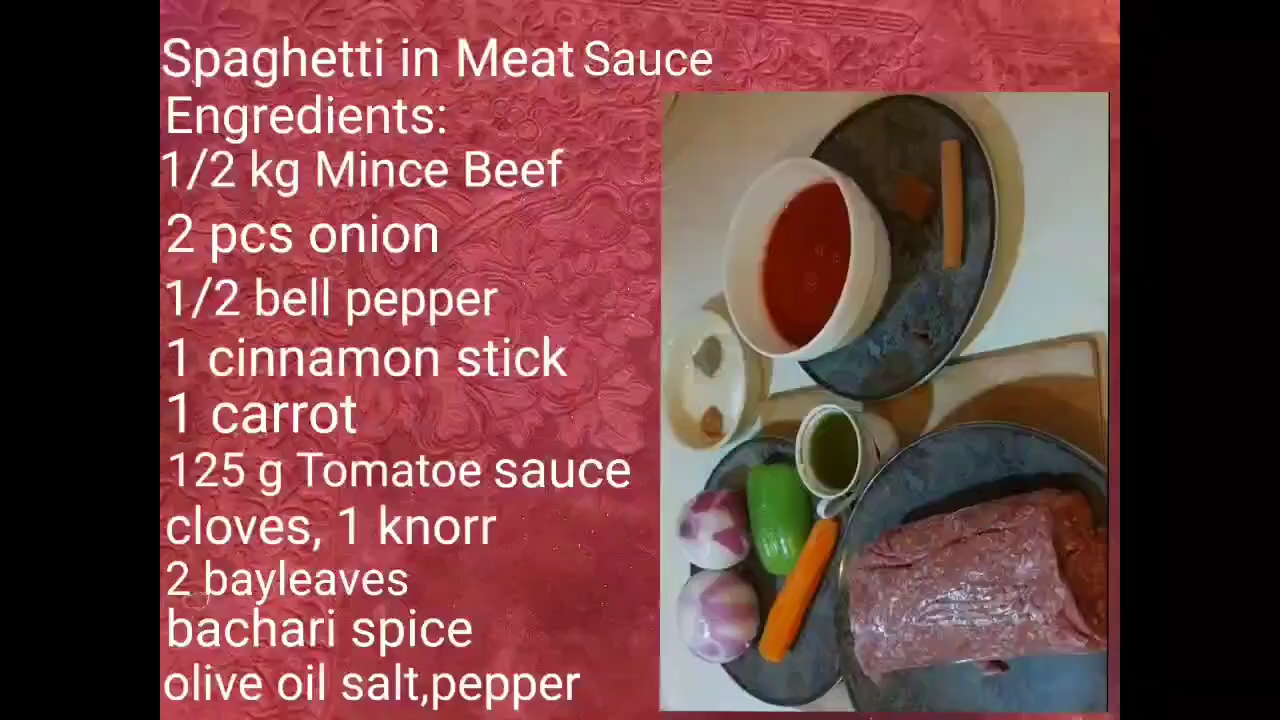 Spaghetti in Meat Sauce
Engredients:
1/2 kg Mince Beef
2 pcs onion
1/2 bell pepper
1 cinnamon stick
1 carrot
125 g Tomatoe sauce
cloves, 1 knorr
2 bayleaves
bachari spice
olive oil salt,pepper